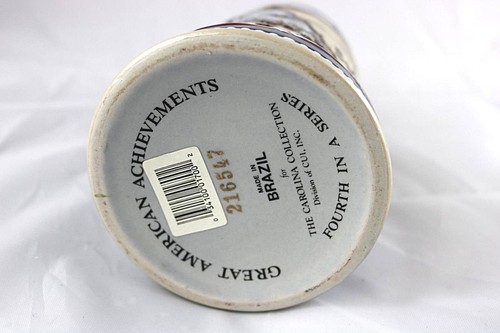 GREAT AMERICAN ACHIEVEMENTS
216547
MADE IN
BRAZIL
for
THE CAROLINA COLLECTION
Division of CUI, INC.
FOURTH IN A SERIES